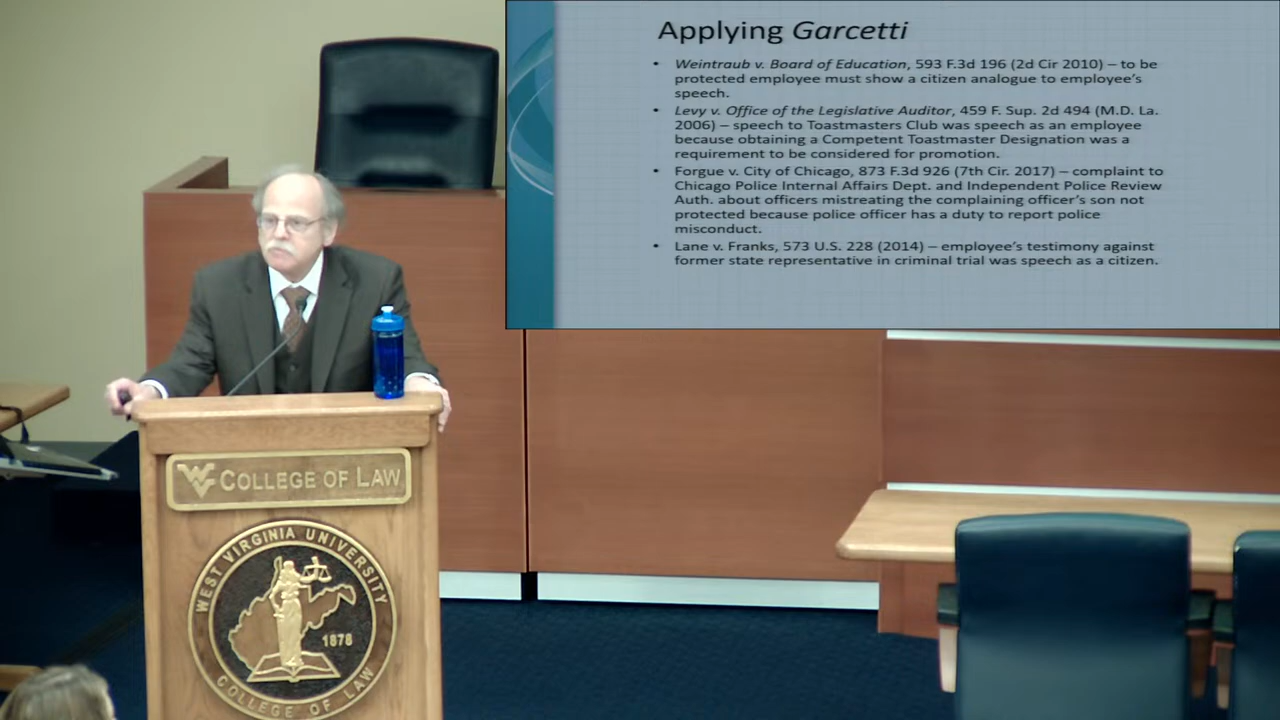 Applying Garcetti
• Weintraub v. Board of Education, 593 F.3d 196 (2d Cir 2010) – to be
protected employee must show a citizen analogue to employee's
speech.
• Levy v. Office of the Legislative Auditor, 459 F. Sup. 2d 494 (M.D. La.
2006) – speech to Toastmasters Club was speech as an employee
because obtaining a Competent Toastmaster Designation was a
requirement to be considered for promotion.
• Forgue v. City of Chicago, 873 F.3d 926 (7th Cir. 2017) – complaint to
Chicago Police Internal Affairs Dept. and Independent Police Review
Auth. about officers mistreating the complaining officer's son not
protected because police officer has a duty to report police
misconduct.
• Lane v. Franks, 573 U.S. 228 (2014) – employee's testimony against
former state representative in criminal trial was speech as a citizen.
WV COLLEGE OF LAW
WEST VIRGINIA UNIVERSITY
1878
COLLEGE OF LAW